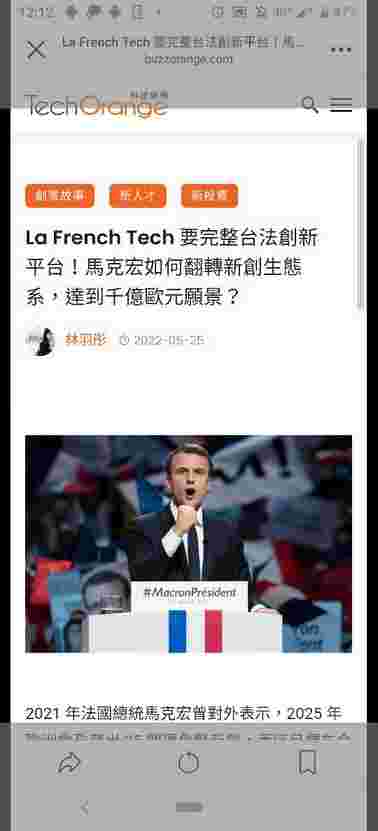 12:12
La French Tech 要完整台法創新平台！馬...
buzzorange.com
TechOrange
科技報橘
創業故事 新人才 新投資
La French Tech 要完整台法創新
平台！馬克宏如何翻轉新創生態
系，達到千億歐元願景？
林羽彤 2022-05-25
#MacronPrésident
2021 年法國總統馬克宏曾對外表示，2025 年